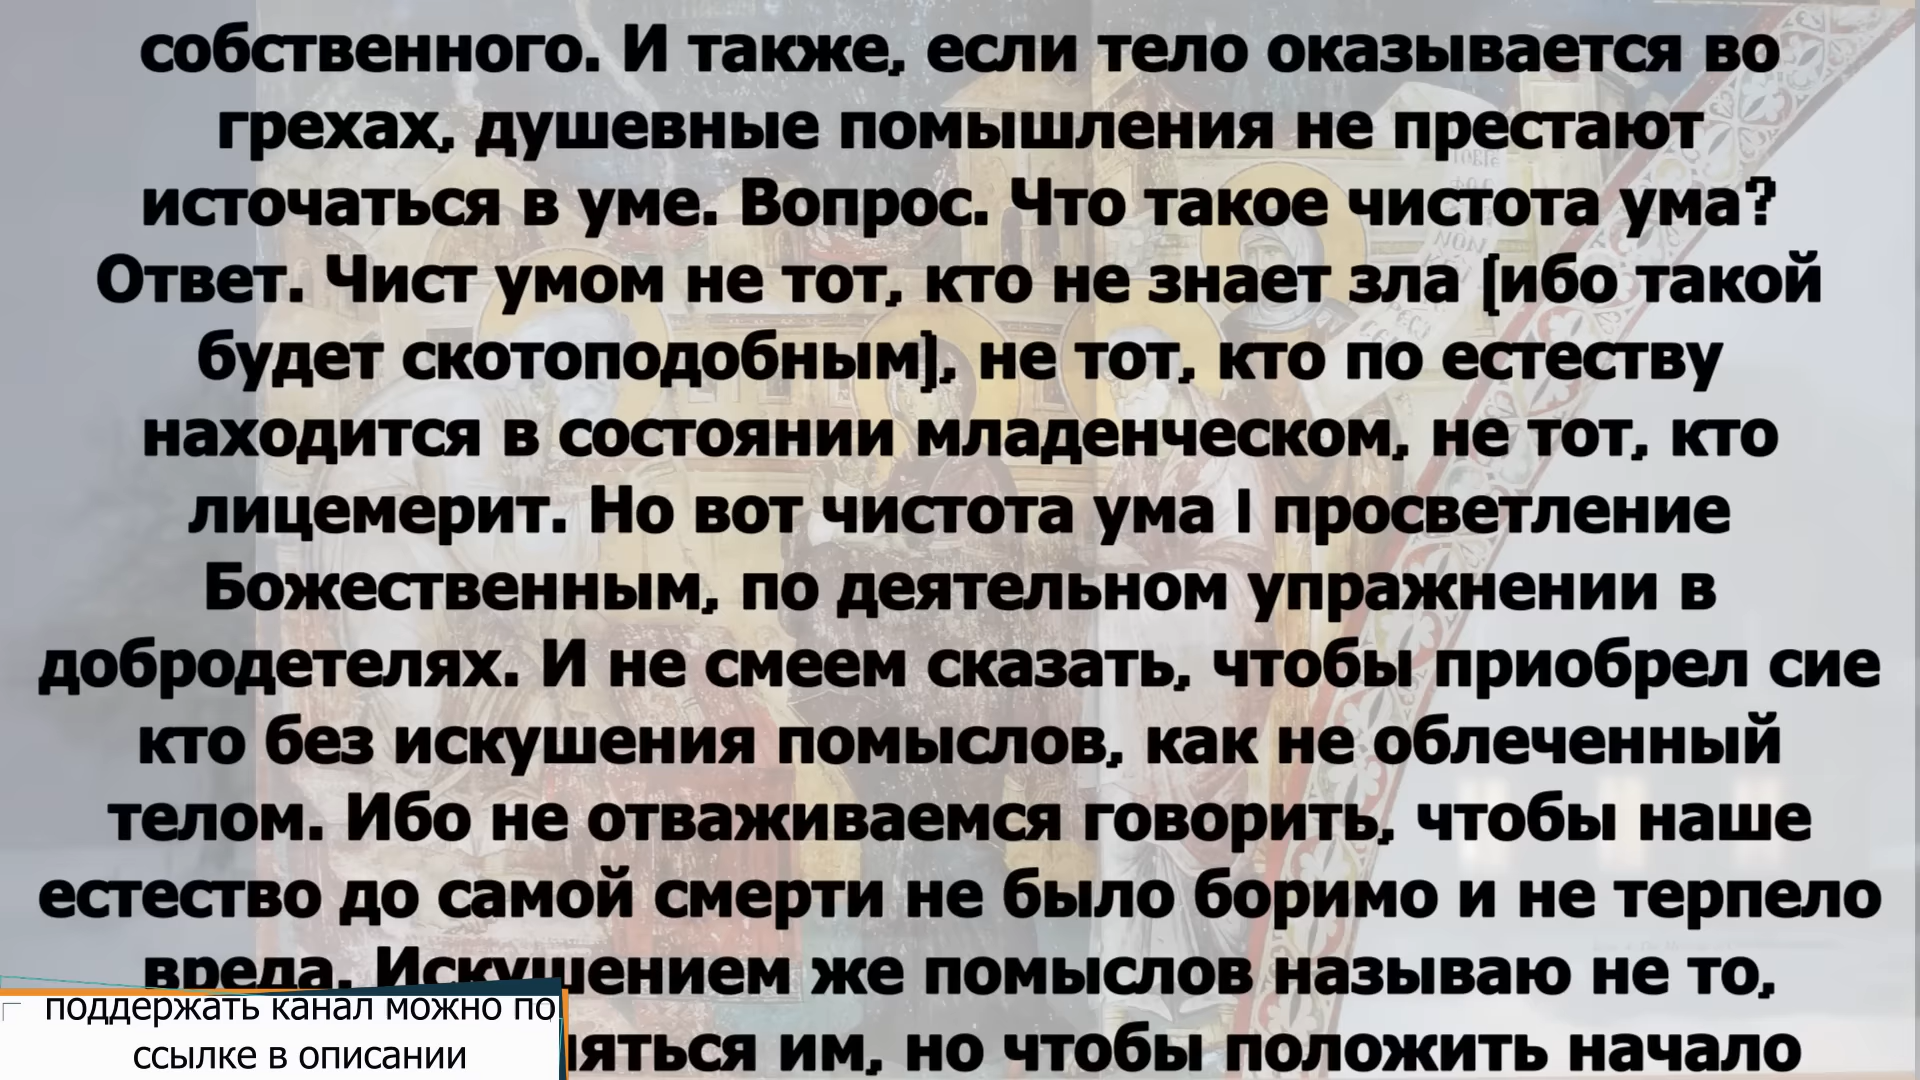 собственного. И также, если тело оказывается во
грехах, душевные помышления не престают
источаться в уме. Вопрос. Что такое чистота ума?
Ответ. Чист умом не тот, кто не знает зла (ибо такой
будет скотоподобным), не тот, кто по естеству
находится в состоянии младенческом, не тот, кто
лицемерит. Но вот чистота ума | просветление
Божественным, по деятельном упражнении в
добродетелях. И не смеем сказать, чтобы приобрел сие
кто без искушения помыслов, как не облеченный
телом. Ибо не отваживаемся говорить, чтобы наше
естество до самой смерти не было боримо и не терпело
вреда. Искушением же помыслов называю не то,
им, но чтобы положить начало
поддержать канал можно по
ссылке в описании